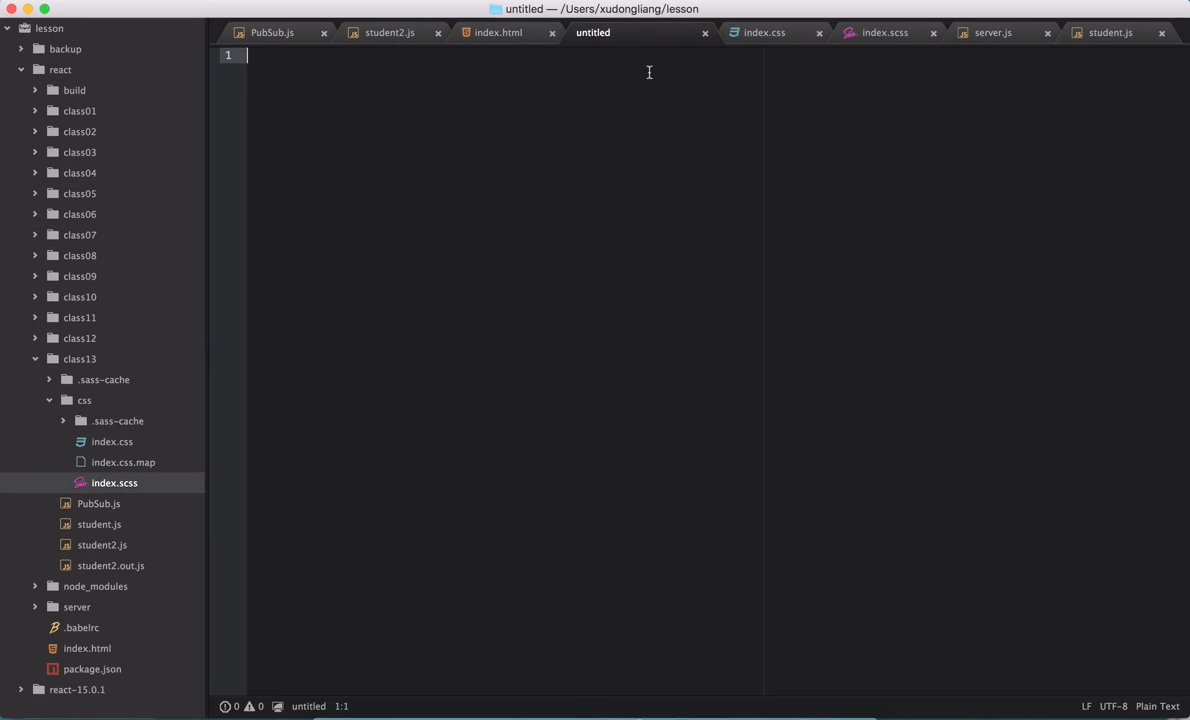 untitled — /Users/xudongliang/lesson
lesson
backup
react
build
class01
class02
class03
class04
class05
class06
class07
class08
class09
class10
class11
class12
class13
.sass-cache
css
.sass-cache
index.css
index.css.map
index.scss
PubSub.js
student.js
student2.js
student2.out.js
node_modules
server
.babelrc
index.html
package.json
react-15.0.1
PubSub.js
student2.js
index.html
untitled
index.css
index.scss
server.js
student.js
1
0 0 untitled 1:1
LF UTF-8 Plain Text